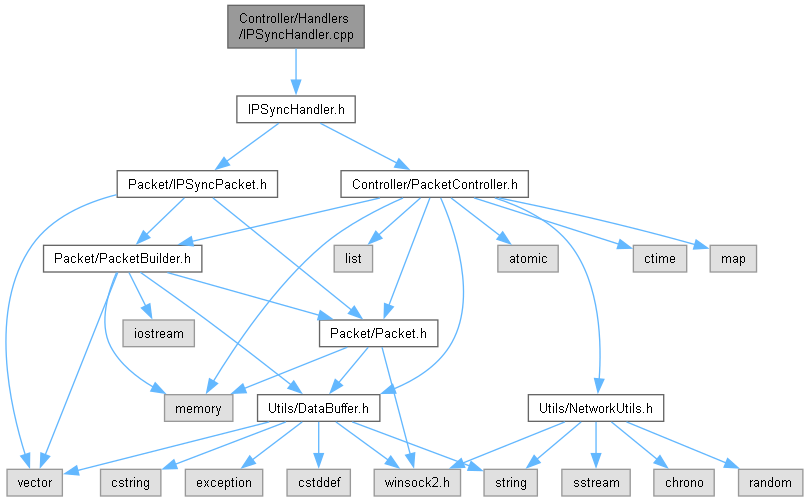 Controller/Handlers
/IPSyncHandler.cpp
IPSyncHandler.h
Packet/IPSyncPacket.h
Controller/PacketController.h
Packet/PacketBuilder.h
list
atomic
ctime
map
iostream
Packet/Packet.h
memory
Utils/DataBuffer.h
Utils/NetworkUtils.h
vector
cstring
exception
cstddef
winsock2.h
string
sstream
chrono
random